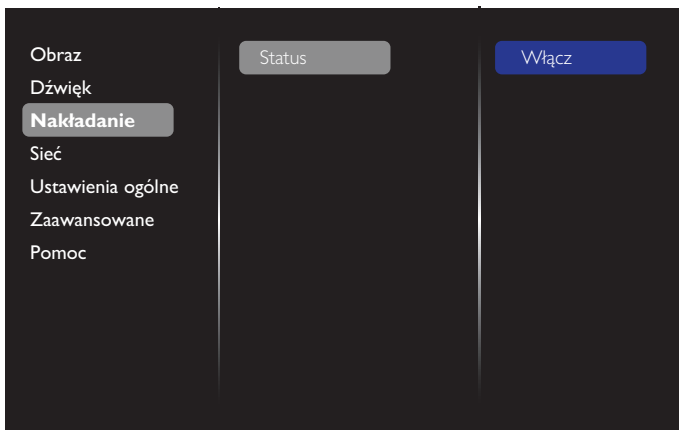 Obraz
Dźwięk
Nakładanie
Sieć
Ustawienia ogólne
Zaawansowane
Pomoc
Status
Włącz